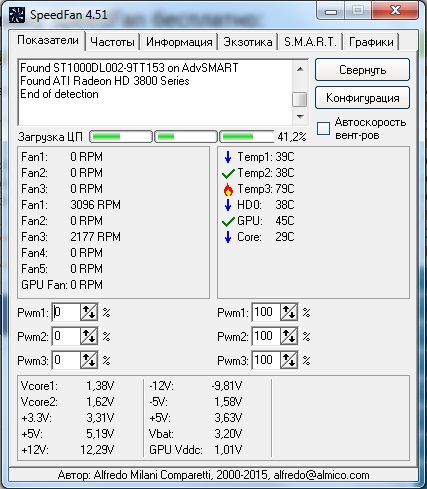 SpeedFan 4.51
Показатели Частоты Информация Экзотика S.M.A.R.T. Графики
Found ST1000DL002-9TT153 on AdvSMART
Found ATI Radeon HD 3800 Series
End of detection
Свернуть
Конфигурация
Автоскорость
вент-ров
Загрузка ЦП 41,2%
Fan1: 0 RPM
Fan2: 0 RPM
Fan3: 0 RPM
Fan1: 3096 RPM
Fan2: 0 RPM
Fan3: 2177 RPM
Fan4: 0 RPM
Fan5: 0 RPM
GPU Fan: 0 RPM
Temp1: 39C
Temp2: 38C
Temp3: 79C
HD0: 38C
GPU: 45C
Core: 29C
Pwm1: 0 % Pwm1: 100 %
Pwm2: 0 % Pwm2: 100 %
Pwm3: 0 % Pwm3: 100 %
Vcore1: 1,38V -12V: -9,81V
Vcore2: 1,62V -5V: 1,58V
+3.3V: 3,31V +5V: 3,63V
+5V: 5,19V Vbat: 3,20V
+12V: 12,29V GPU Vddc: 1,01V
Автор: Alfredo Milani Comparetti, 2000-2015, alfredo@almico.com